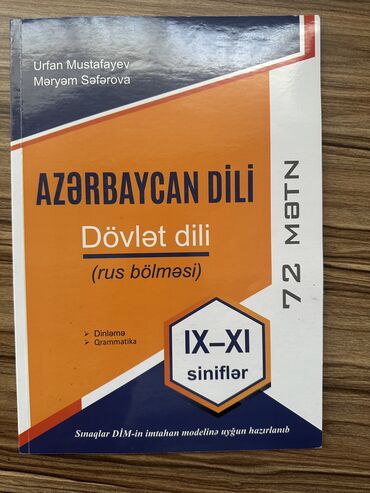 Urfan Mustafayev
Məryəm Səfərova
AZƏRBAYCAN DİLİ
Dövlət dili
(rus bölməsi)
72 MƏTN
➢ Dinləmə
➢ Qrammatika
IX–XI
siniflər
Sınaqlar DİM-in imtahan modelinə uyğun hazırlanıb